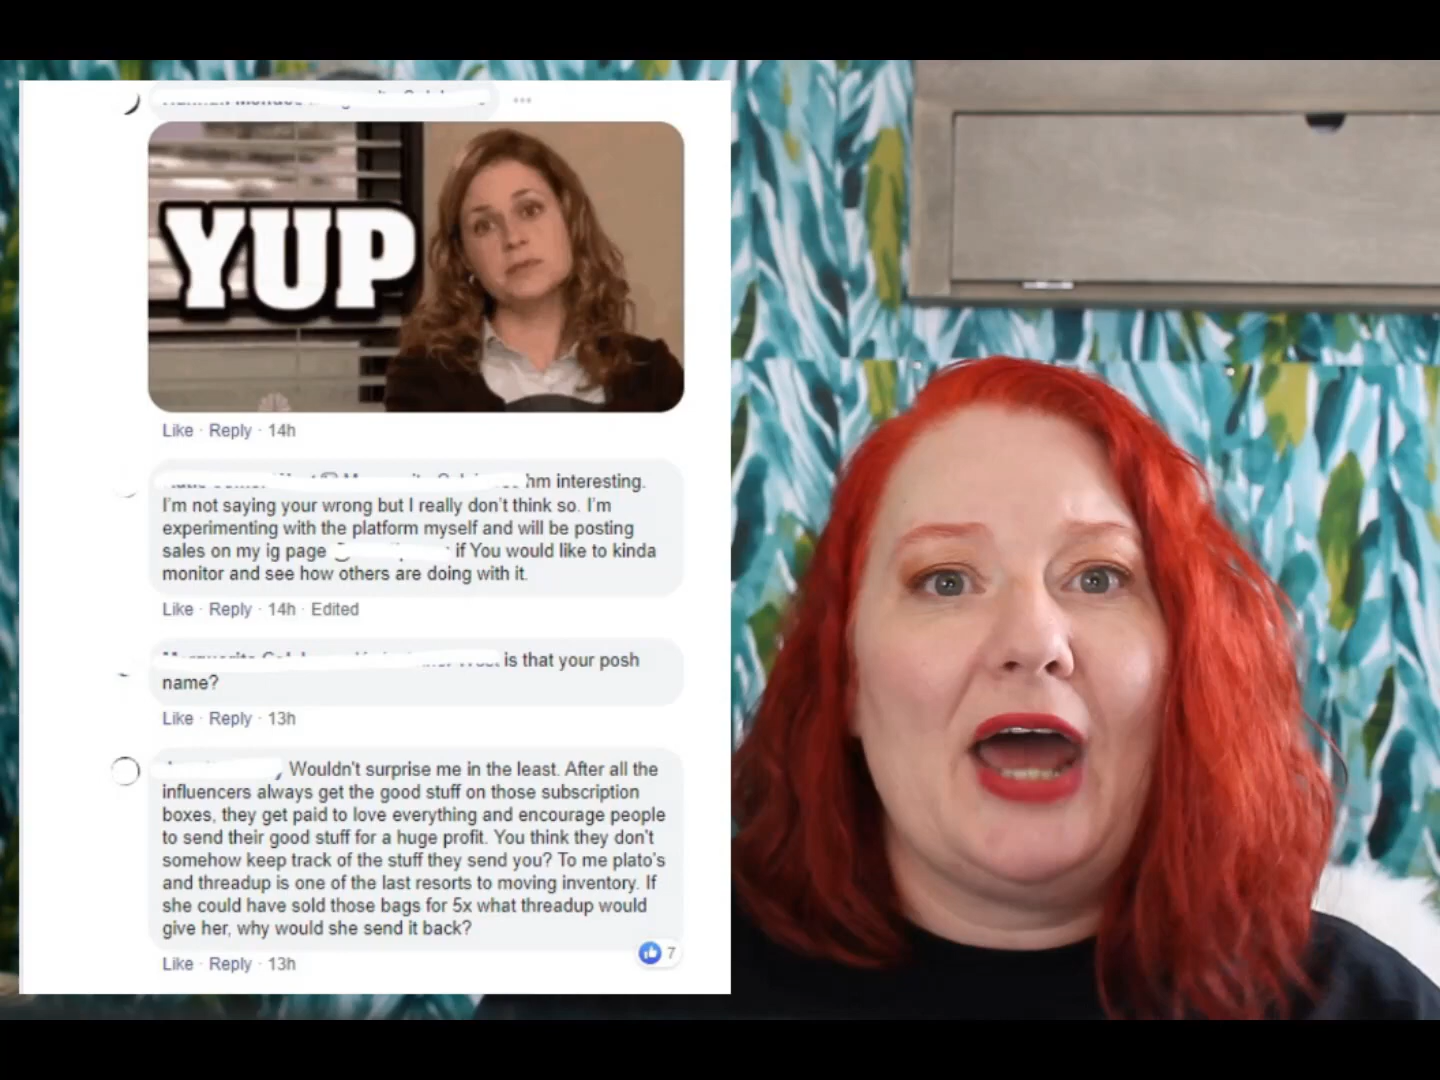 YUP
Like · Reply · 14h
hm interesting.
I'm not saying your wrong but I really don't think so. I'm
experimenting with the platform myself and will be posting
sales on my ig page
if You would like to kinda
monitor and see how others are doing with it.
Like · Reply · 14h · Edited
is that your posh
name?
Like · Reply · 13h
Wouldn't surprise me in the least. After all the
influencers always get the good stuff on those subscription
boxes, they get paid to love everything and encourage people
to send their good stuff for a huge profit. You think they don't
somehow keep track of the stuff they send you? To me plato's
and threadup is one of the last resorts to moving inventory. If
she could have sold those bags for 5x what threadup would
give her, why would she send it back?
7
Like · Reply · 13h